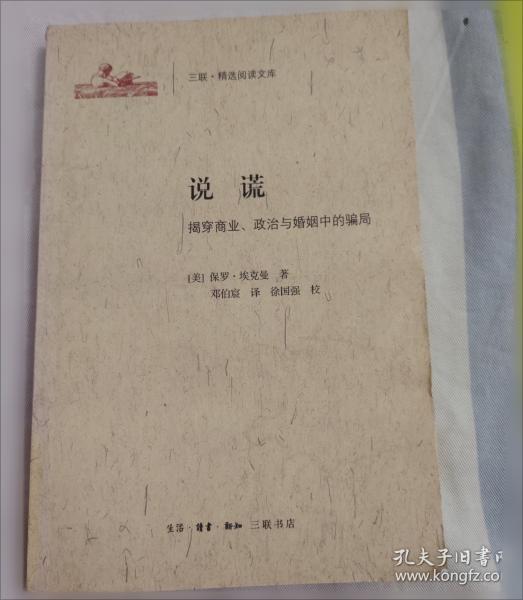 三联·精选阅读文库
说谎
揭穿商业、政治与婚姻中的骗局
[美] 保罗·埃克曼 著
邓伯宸 译 徐国强 校
生活·讀書·新知 三联书店
孔夫子旧書网
www.kongfz.com